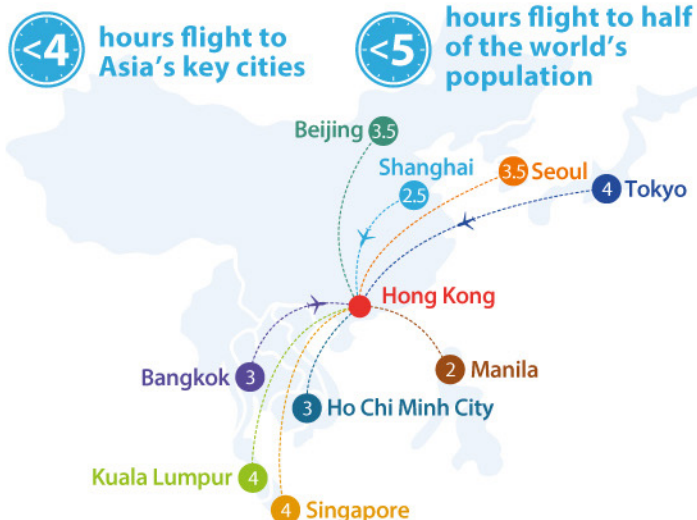 <4
hours flight to
Asia's key cities
<5
hours flight to half
of the world's
population
Beijing 3.5
Shanghai
2.5
3.5 Seoul
4 Tokyo
Hong Kong
Bangkok 3
2 Manila
3 Ho Chi Minh City
Kuala Lumpur 4
4 Singapore